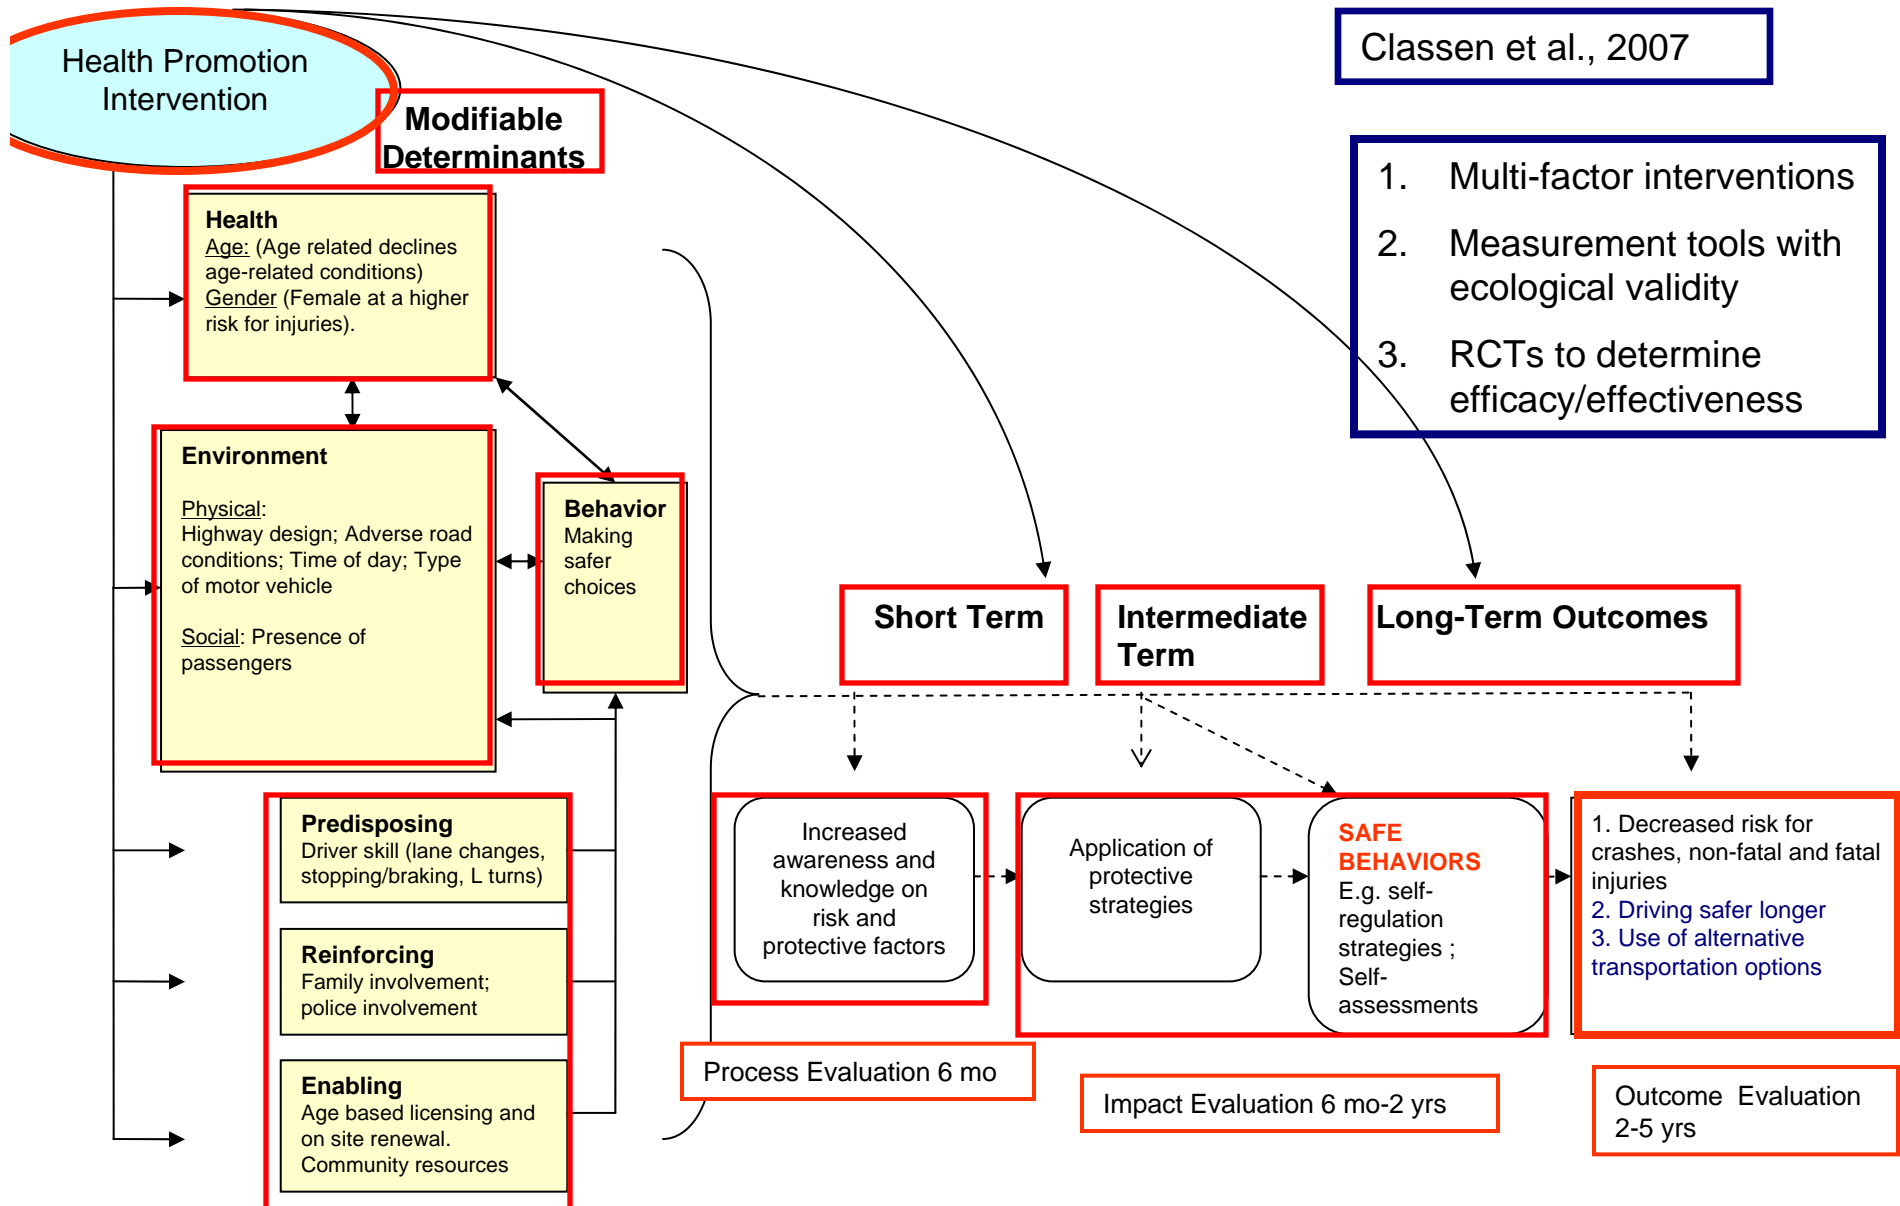 Health Promotion
Intervention
Classen et al., 2007
Modifiable
Determinants
1. Multi-factor interventions
2. Measurement tools with
ecological validity
3. RCTs to determine
efficacy/effectiveness
Health
Age: (Age related declines
age-related conditions)
Gender (Female at a higher
risk for injuries).
Environment
Physical:
Highway design; Adverse road
conditions; Time of day; Type
of motor vehicle
Social: Presence of
passengers
Behavior
Making
safer
choices
Short Term
Intermediate
Term
Long-Term Outcomes
Predisposing
Driver skill (lane changes,
stopping/braking, L turns)
Reinforcing
Family involvement;
police involvement
Enabling
Age based licensing and
on site renewal.
Community resources
Increased
awareness and
knowledge on
risk and
protective factors
Application of
protective
strategies
SAFE
BEHAVIORS
E.g. self-
regulation
strategies ;
Self-
assessments
1. Decreased risk for
crashes, non-fatal and fatal
injuries
2. Driving safer longer
3. Use of alternative
transportation options
Process Evaluation 6 mo
Impact Evaluation 6 mo-2 yrs
Outcome Evaluation
2-5 yrs